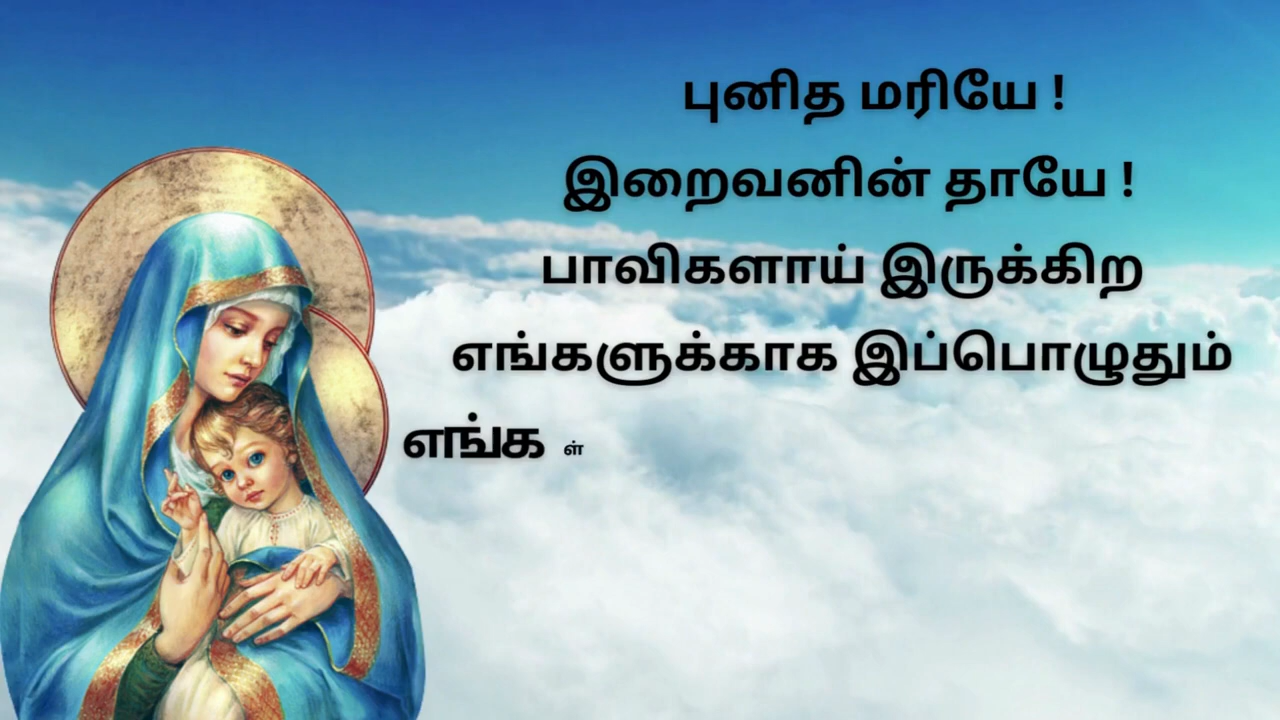 புனித மரியே !
இறைவனின் தாயே !
பாவிகளாய் இருக்கிற
எங்களுக்காக இப்பொழுதும்
எங்க ள்